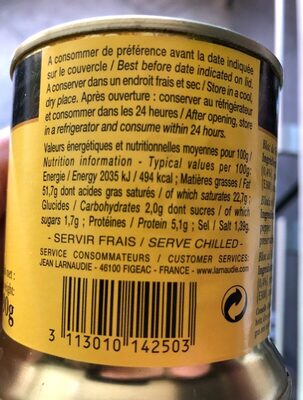 A consommer de préférence avant la date indiquée
sur le couvercle / Best before date indicated on lid
A conserver dans un endroit frais et sec / Store in a cool,
dry place. Après ouverture : conserver au réfrigérateur
et consommer dans les 24 heures / After opening, store
in a refrigerator and consume within 24 hours.
Valeurs énergétiques et nutritionnelles moyennes pour 100g /
Nutrition information - Typical values per 100g:
Energie / Energy 2035 kJ / 494 kcal ; Matières grasses / Fat
51,7g dont acides gras saturés / of which saturates 22,7g ;
Glucides / Carbohydrates 2,0g dont sucres / of which
sugars 1,7g ; Protéines / Protein 5,1g ; Sel / Salt 1,39g.
- SERVIR FRAIS / SERVE CHILLED -
SERVICE CONSOMMATEURS / CUSTOMER SERVICES:
JEAN LARNAUDIE - 46100 FIGEAC - FRANCE - www.larnaudie.com
3 113010 142503